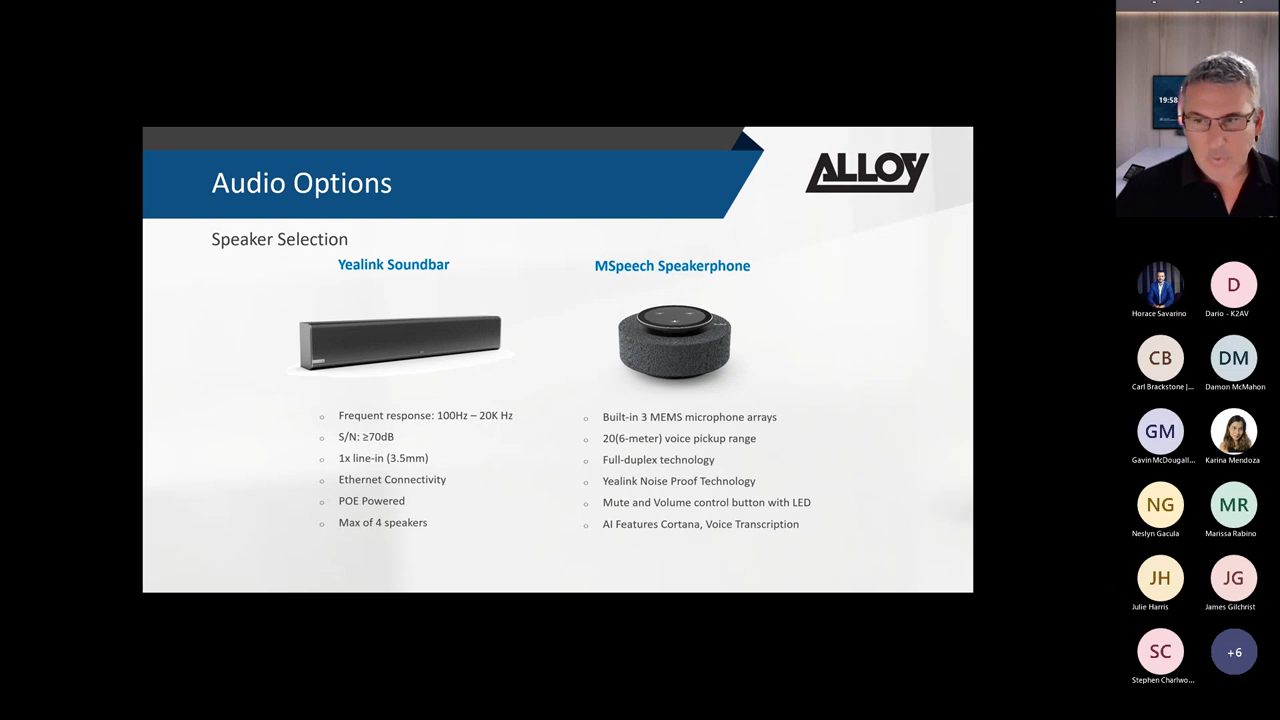 Audio Options
ALLOY
Speaker Selection
Yealink Soundbar
Frequent response: 100Hz – 20K Hz
S/N: ≥70dB
1x line-in (3.5mm)
Ethernet Connectivity
POE Powered
Max of 4 speakers
MSpeech Speakerphone
Built-in 3 MEMS microphone arrays
20(6-meter) voice pickup range
Full-duplex technology
Yealink Noise Proof Technology
Mute and Volume control button with LED
AI Features Cortana, Voice Transcription
19:58
Horace Savarino
D
Dario - K2AV
CB
Carl Brackstone |...
DM
Damon McMahon
GM
Gavin McDougall...
Karina Mendoza
NG
Neslyn Gacula
MR
Marissa Rabino
JH
Julie Harris
JG
James Gilchrist
SC
Stephen Charlwo...
+6